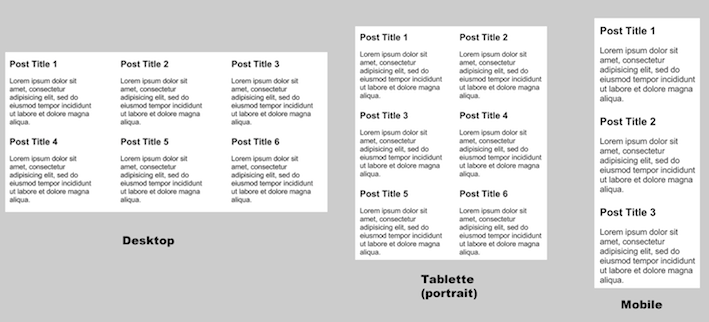 Post Title 1
Lorem ipsum dolor sit
amet, consectetur
adipisicing elit, sed do
eiusmod tempor incididunt
ut labore et dolore magna
aliqua.
Post Title 2
Lorem ipsum dolor sit
amet, consectetur
adipisicing elit, sed do
eiusmod tempor incididunt
ut labore et dolore magna
aliqua.
Post Title 3
Lorem ipsum dolor sit
amet, consectetur
adipisicing elit, sed do
eiusmod tempor incididunt
ut labore et dolore magna
aliqua.
Post Title 4
Lorem ipsum dolor sit
amet, consectetur
adipisicing elit, sed do
eiusmod tempor incididunt
ut labore et dolore magna
aliqua.
Post Title 5
Lorem ipsum dolor sit
amet, consectetur
adipisicing elit, sed do
eiusmod tempor incididunt
ut labore et dolore magna
aliqua.
Post Title 6
Lorem ipsum dolor sit
amet, consectetur
adipisicing elit, sed do
eiusmod tempor incididunt
ut labore et dolore magna
aliqua.
Desktop
Post Title 1
Lorem ipsum dolor sit
amet, consectetur
adipisicing elit, sed do
eiusmod tempor incididunt
ut labore et dolore magna
aliqua.
Post Title 2
Lorem ipsum dolor sit
amet, consectetur
adipisicing elit, sed do
eiusmod tempor incididunt
ut labore et dolore magna
aliqua.
Post Title 3
Lorem ipsum dolor sit
amet, consectetur
adipisicing elit, sed do
eiusmod tempor incididunt
ut labore et dolore magna
aliqua.
Post Title 4
Lorem ipsum dolor sit
amet, consectetur
adipisicing elit, sed do
eiusmod tempor incididunt
ut labore et dolore magna
aliqua.
Post Title 5
Lorem ipsum dolor sit
amet, consectetur
adipisicing elit, sed do
eiusmod tempor incididunt
ut labore et dolore magna
aliqua.
Post Title 6
Lorem ipsum dolor sit
amet, consectetur
adipisicing elit, sed do
eiusmod tempor incididunt
ut labore et dolore magna
aliqua.
Tablette
(portrait)
Post Title 1
Lorem ipsum dolor sit
amet, consectetur
adipisicing elit, sed do
eiusmod tempor incididunt
ut labore et dolore magna
aliqua.
Post Title 2
Lorem ipsum dolor sit
amet, consectetur
adipisicing elit, sed do
eiusmod tempor incididunt
ut labore et dolore magna
aliqua.
Post Title 3
Lorem ipsum dolor sit
amet, consectetur
adipisicing elit, sed do
eiusmod tempor incididunt
ut labore et dolore magna
aliqua.
Mobile